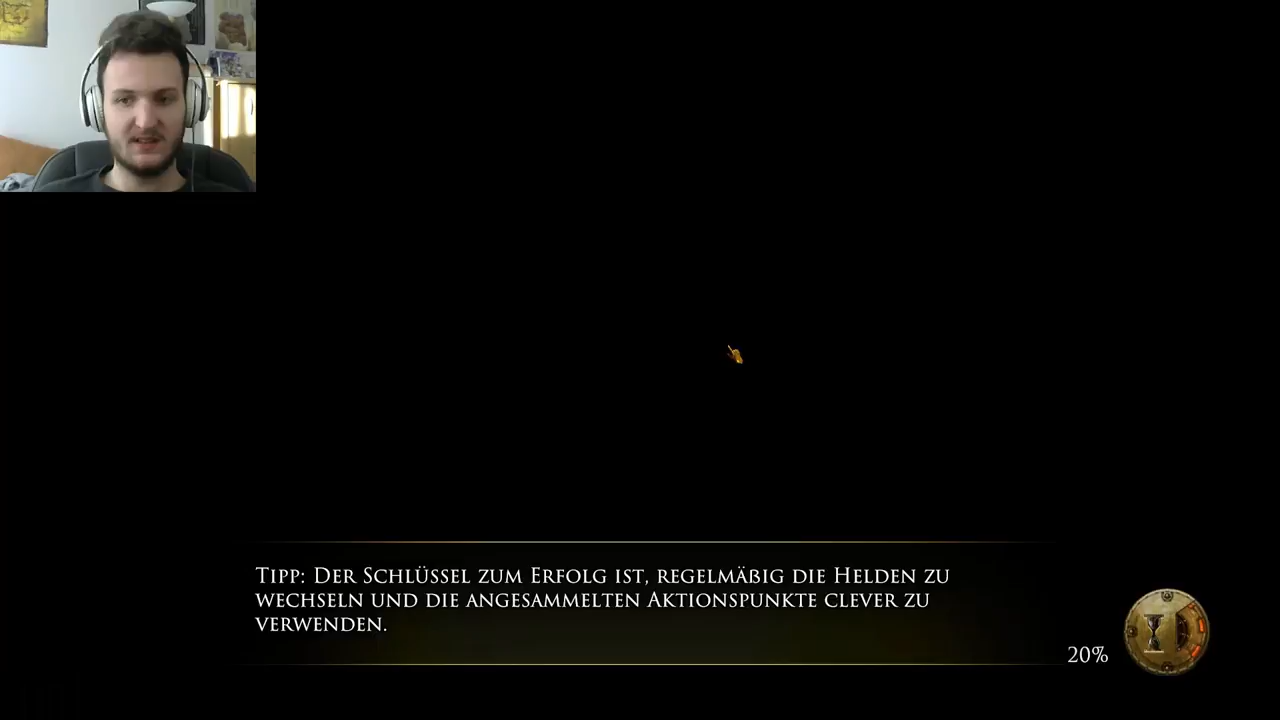 Tipp: Der Schlüssel zum Erfolg ist, regelmäßig die Helden zu
wechseln und die angesammelten Aktionspunkte clever zu
verwenden.
20%